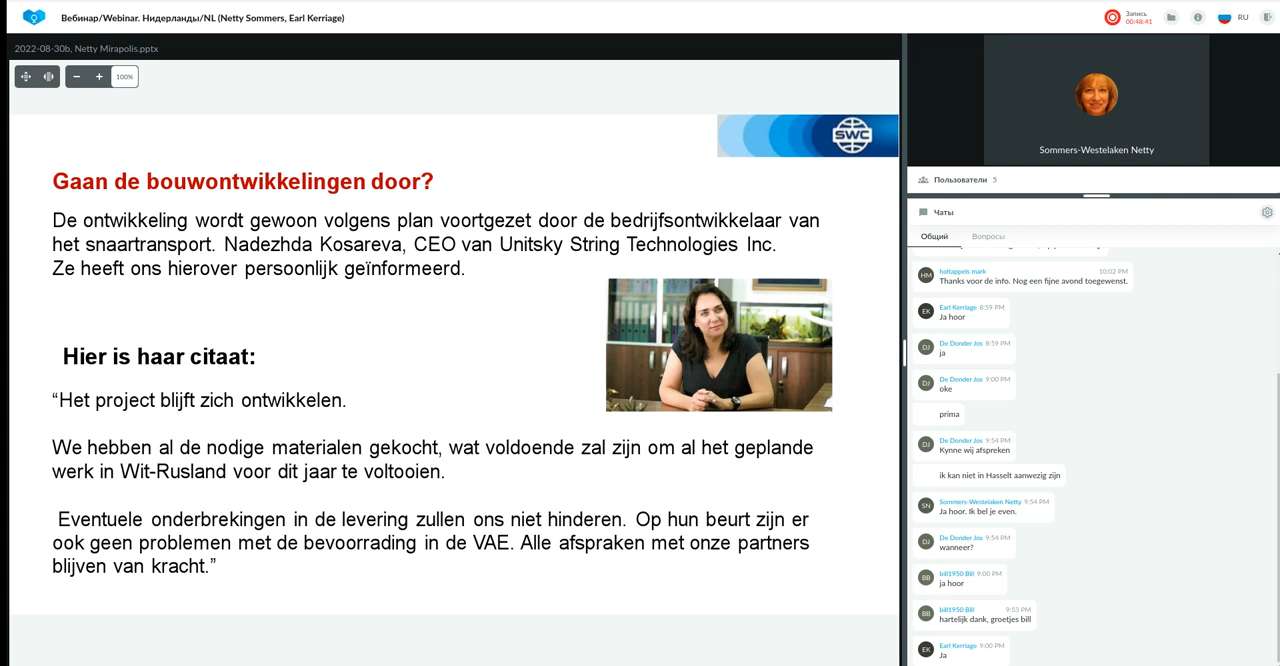 Вебинар/Webinar. Нидерланды/NL (Netty Sommers, Earl Kerriage)
Запись
00:48:41
RU
2022-08-30b, Netty Mirapolis.pptx
100%
SWC
Gaan de bouwontwikkelingen door?
De ontwikkeling wordt gewoon volgens plan voortgezet door de bedrijfsontwikkelaar van
het snaartransport. Nadezhda Kosareva, CEO van Unitsky String Technologies Inc.
Ze heeft ons hierover persoonlijk geïnformeerd.
Hier is haar citaat:
“Het project blijft zich ontwikkelen.
We hebben al de nodige materialen gekocht, wat voldoende zal zijn om al het geplande
werk in Wit-Rusland voor dit jaar te voltooien.
Eventuele onderbrekingen in de levering zullen ons niet hinderen. Op hun beurt zijn er
ook geen problemen met de bevoorrading in de VAE. Alle afspraken met onze partners
blijven van kracht.”
Sommers-Westelaken Netty
Пользователи 5
Чаты
Общий Вопросы
HM holtappels mark 10:02 PM
Thanks voor de info. Nog een fijne avond toegewenst.
EK Earl Kerriage 8:59 PM
Ja hoor
DJ De Donder Jos 8:59 PM
ja
DJ De Donder Jos 9:00 PM
oke
prima
DJ De Donder Jos 9:54 PM
Kynne wij afspreken
ik kan niet in Hasselt aanwezig zijn
SN Sommers-Westelaken Netty 9:54 PM
Ja hoor. Ik bel je even.
DJ De Donder Jos 9:54 PM
wanneer?
BB bill1950 Bill 9:00 PM
ja hoor
BB bill1950 Bill 9:53 PM
hartelijk dank, groetjes bill
EK Earl Kerriage 9:00 PM
Ja